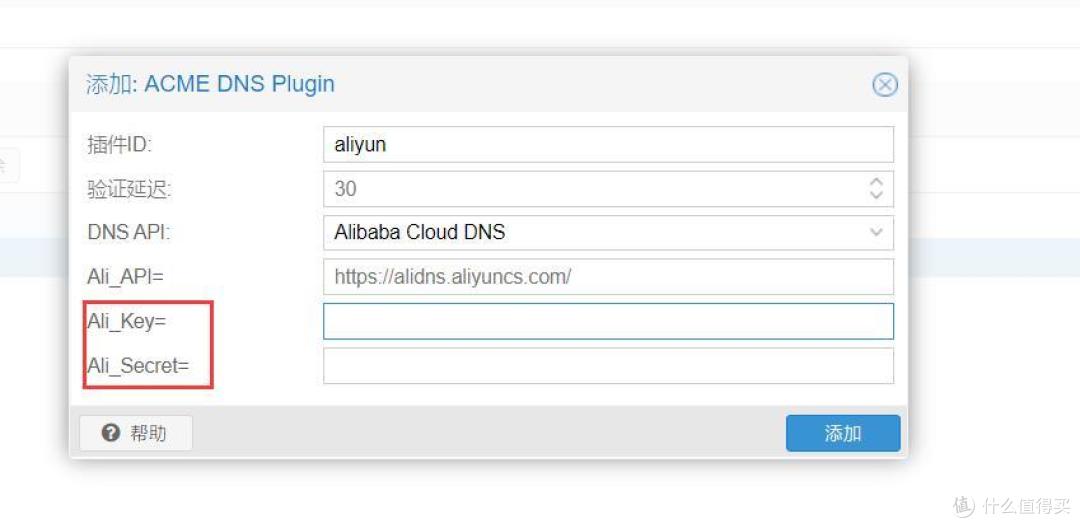 添加: ACME DNS Plugin
插件ID:
aliyun
验证延迟:
30
DNS API:
Alibaba Cloud DNS
Ali_API=
https://alidns.aliyuncs.com/
Ali_Key=
Ali_Secret=
帮助
添加
值 什么值得买